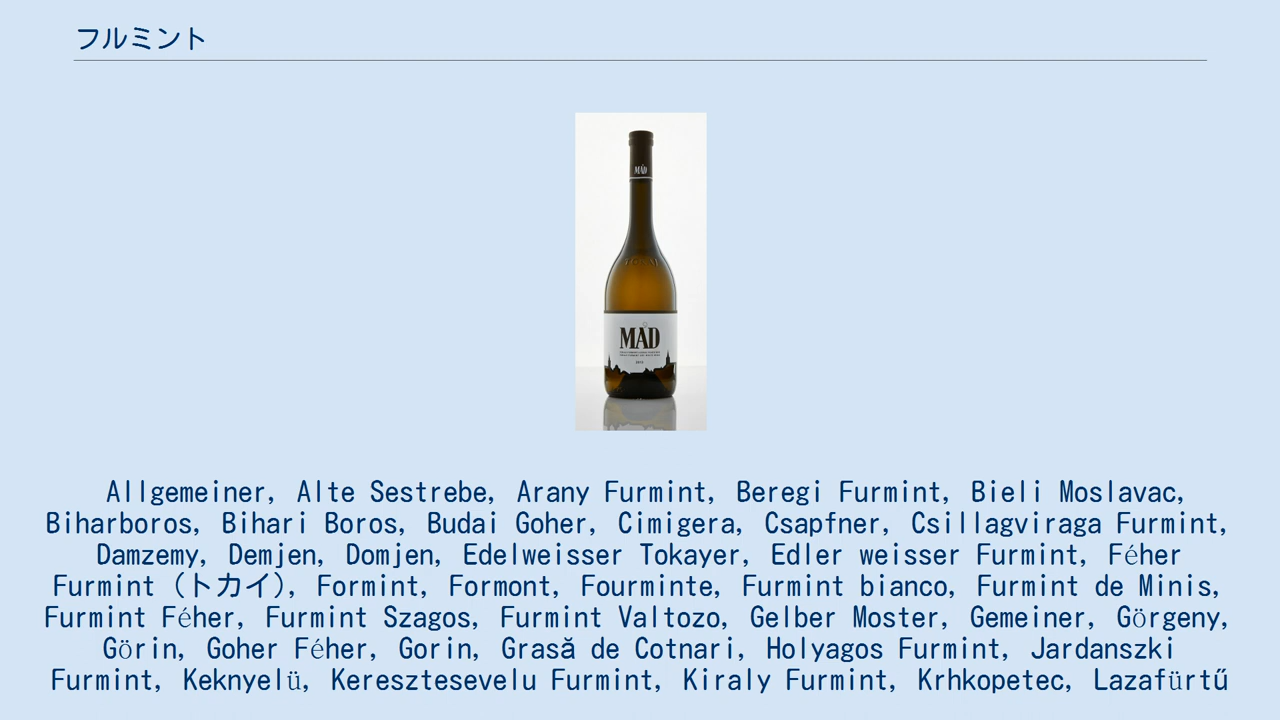 フルミント
MÁD
MÁD
Allgemeiner, Alte Sestrebe, Arany Furmint, Beregi Furmint, Bieli Moslavac,
Biharboros, Bihari Boros, Budai Goher, Cimigera, Csapfner, Csillagviraga Furmint,
Damzemy, Demjen, Domjen, Edelweisser Tokayer, Edler weisser Furmint, Féher
Furmint (トカイ), Formint, Formont, Fourminte, Furmint bianco, Furmint de Minis,
Furmint Féher, Furmint Szagos, Furmint Valtozo, Gelber Moster, Gemeiner, Görgeny,
Görin, Goher Féher, Gorin, Grasă de Cotnari, Holyagos Furmint, Jardanszki
Furmint, Keknyelü, Keresztesevelu Furmint, Kiraly Furmint, Krhkopetec, Lazafürtű